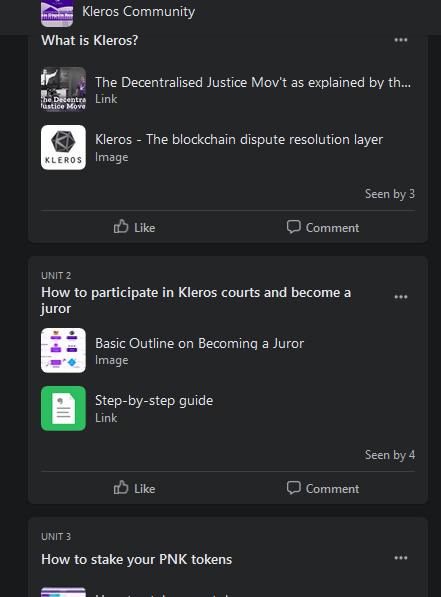 Kleros Community
What is Kleros?
The Decentralised Justice Mov't as explained by th...
Link
KLEROS
Kleros - The blockchain dispute resolution layer
Image
Seen by 3
Like
Comment
UNIT 2
How to participate in Kleros courts and become a
juror
Basic Outline on Becoming a Juror
Image
Step-by-step guide
Link
Seen by 4
Like
Comment
UNIT 3
How to stake your PNK tokens